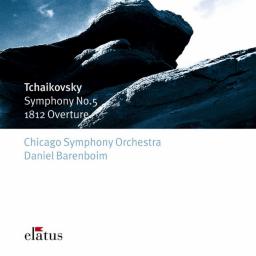 Tchaikovsky
Symphony No.5
1812 Overture
Chicago Symphony Orchestra
Daniel Barenboim
elatus